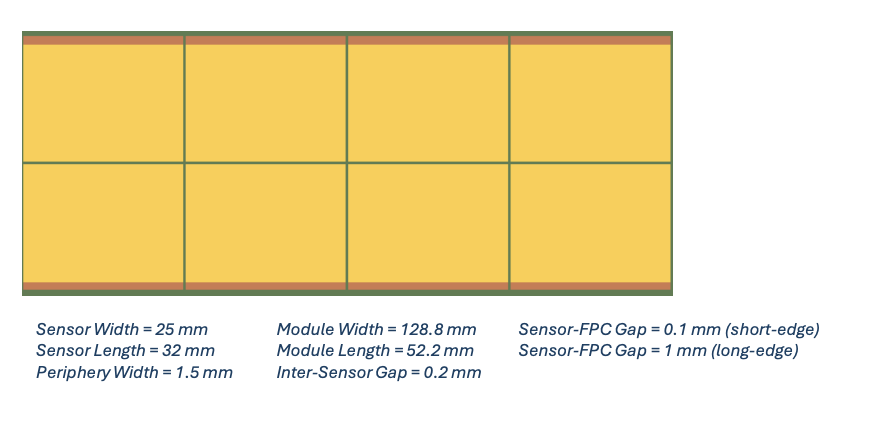 Sensor Width = 25 mm
Sensor Length = 32 mm
Periphery Width = 1.5 mm
Module Width = 128.8 mm
Module Length = 52.2 mm
Inter-Sensor Gap = 0.2 mm
Sensor-FPC Gap = 0.1 mm (short-edge)
Sensor-FPC Gap = 1 mm (long-edge)